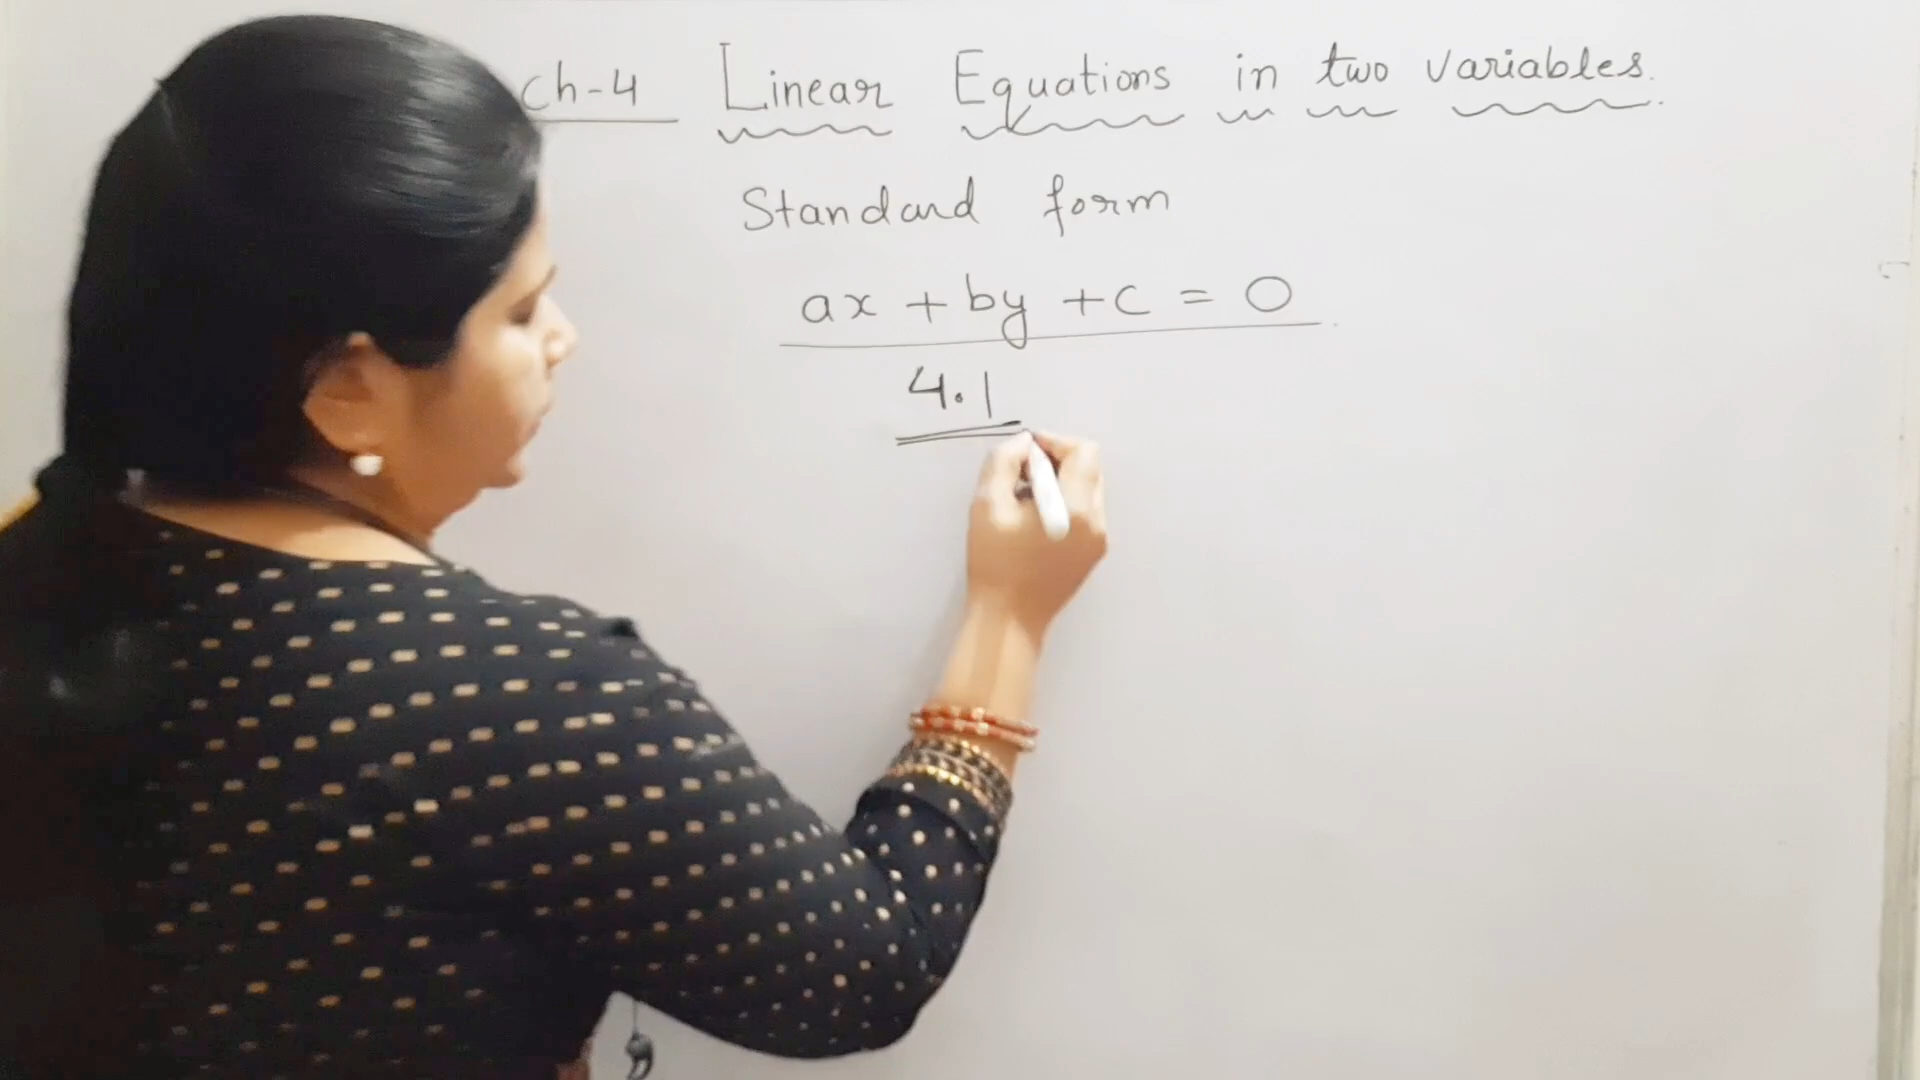 ch-4 Linear Equations in two variables.
Standard form
ax + by + c = 0
4.1